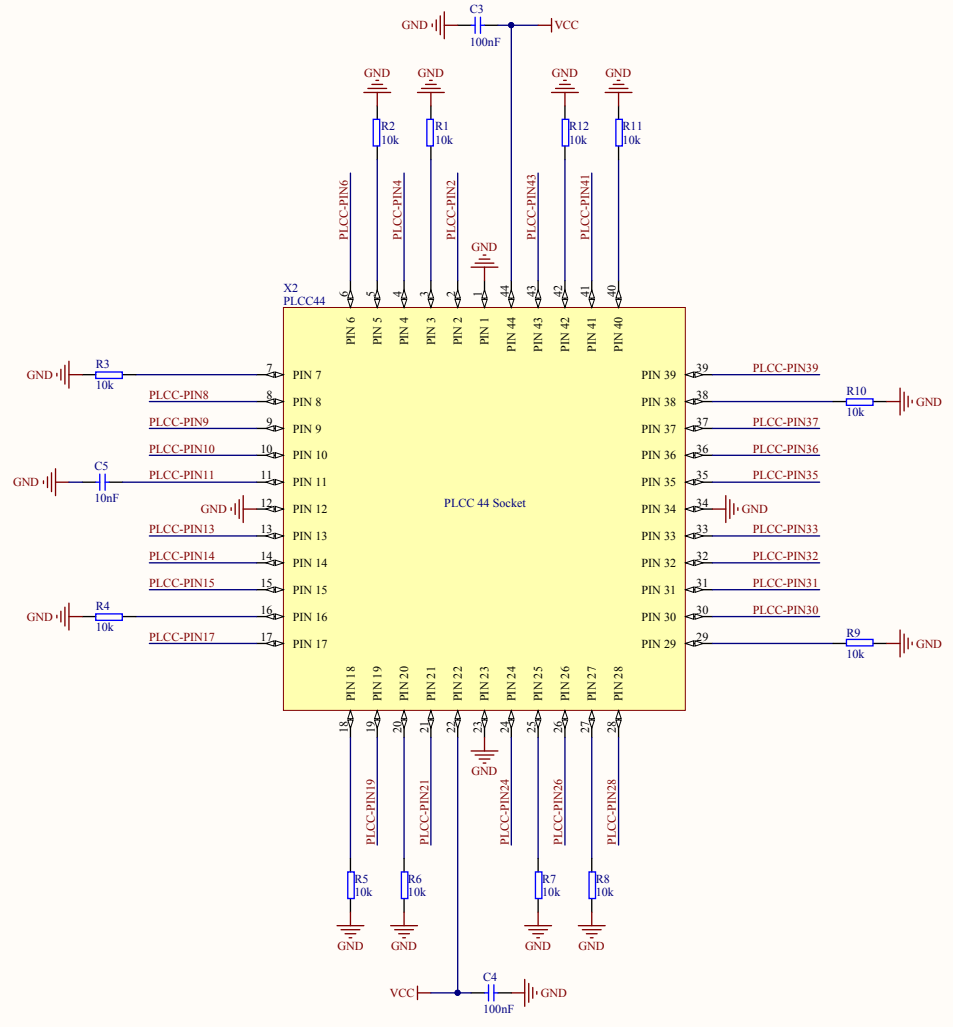 C3
GND
VCC
100nF
GND
GND
GND
GND
R2
10k
R1
10k
R12
10k
R11
10k
PLCC-PIN6
PLCC-PIN4
PLCC-PIN2
PLCC-PIN43
PLCC-PIN41
GND
X2
PLCC44
6
5
4
3
2
1
44
43
42
41
40
PIN 6
PIN 5
PIN 4
PIN 3
PIN 2
PIN 1
PIN 44
PIN 43
PIN 42
PIN 41
PIN 40
GND
R3
10k
7
PIN 7
PLCC-PIN8
8
PIN 8
PLCC-PIN9
9
PIN 9
PLCC-PIN10
10
PIN 10
GND
C5
10nF
PLCC-PIN11
11
PIN 11
GND
12
PIN 12
PLCC-PIN13
13
PIN 13
PLCC-PIN14
14
PIN 14
PLCC-PIN15
15
PIN 15
GND
R4
10k
16
PIN 16
PLCC-PIN17
17
PIN 17
PLCC 44 Socket
PIN 39
39
PLCC-PIN39
PIN 38
38
R10
10k
GND
PIN 37
37
PLCC-PIN37
PIN 36
36
PLCC-PIN36
PIN 35
35
PLCC-PIN35
PIN 34
34
GND
PIN 33
33
PLCC-PIN33
PIN 32
32
PLCC-PIN32
PIN 31
31
PLCC-PIN31
PIN 30
30
PLCC-PIN30
PIN 29
29
R9
10k
GND
PIN 18
PIN 19
PIN 20
PIN 21
PIN 22
PIN 23
PIN 24
PIN 25
PIN 26
PIN 27
PIN 28
18
19
20
21
22
23
24
25
26
27
28
GND
PLCC-PIN19
PLCC-PIN21
PLCC-PIN24
PLCC-PIN26
PLCC-PIN28
R5
10k
R6
10k
R7
10k
R8
10k
GND
GND
GND
GND
VCC
C4
100nF
GND